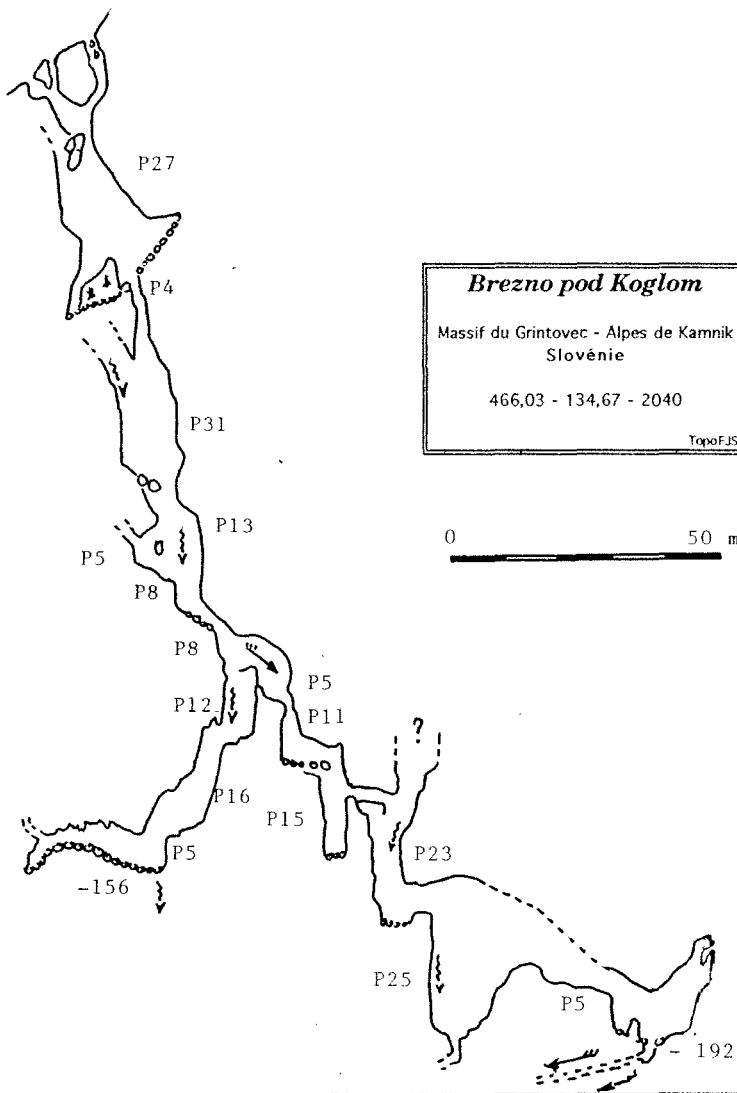 P27
P4
Brezno pod Koglom
Massif du Grintovec - Alpes de Kamnik
Slovénie
466,03 - 134,67 - 2040
TopoFJS
P31
P13
0 50 m
P5
P8
P8
P5
P12
P11
?
P16
P15
P23
P5
-156
P25
P5
- 192